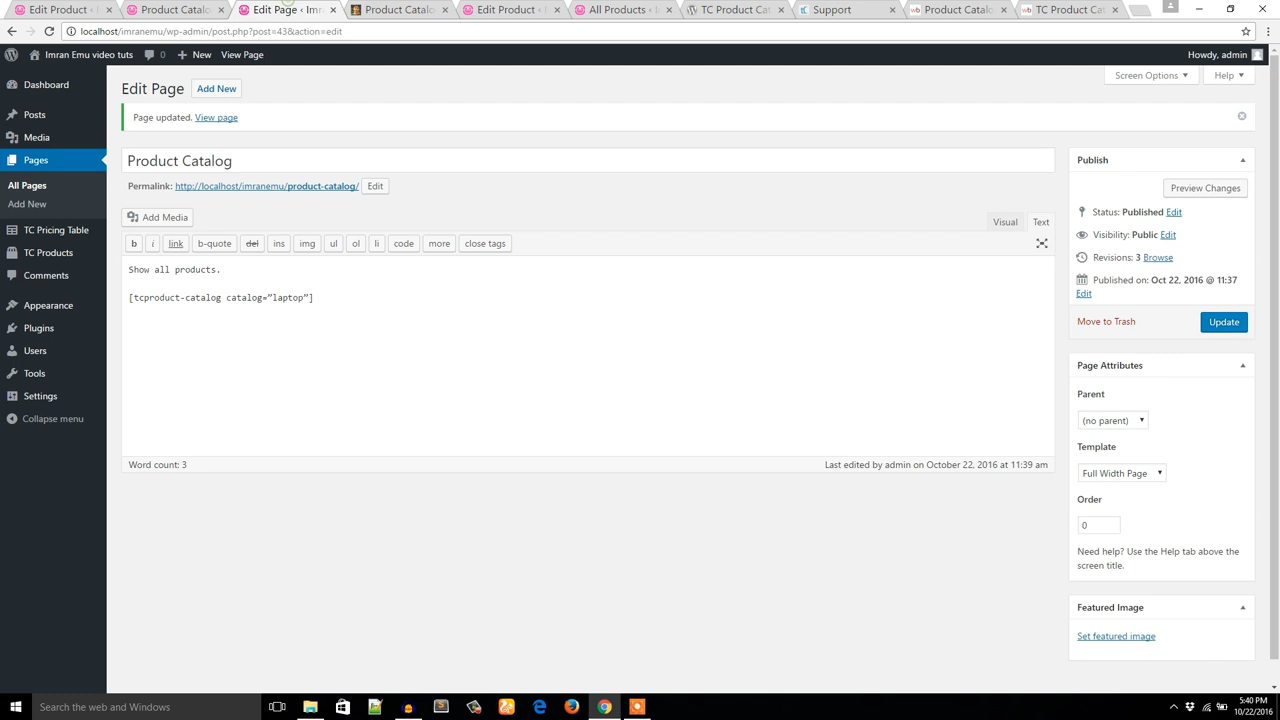 Edit Product ‹ Im
Product Catalog
Edit Page ‹ Imra
Product Catalog
Edit Product ‹ Im
All Products ‹ Im
TC Product Cat
Support
Product Catalog
TC Product Cat
localhost/imranemu/wp-admin/post.php?post=43&action=edit
Imran Emu video tuts 0 New View Page Howdy, admin
Screen Options Help
Dashboard
Posts
Media
Pages
All Pages
Add New
TC Pricing Table
TC Products
Comments
Appearance
Plugins
Users
Tools
Settings
Collapse menu
Edit Page Add New
Page updated. View page
Product Catalog
Permalink: http://localhost/imranemu/product-catalog/ Edit
Add Media
Visual Text
b i link b-quote del ins img ul ol li code more close tags
Show all products.
[tcproduct-catalog catalog=”laptop”]
Word count: 3
Last edited by admin on October 22, 2016 at 11:39 am
Publish
Preview Changes
Status: Published Edit
Visibility: Public Edit
Revisions: 3 Browse
Published on: Oct 22, 2016 @ 11:37
Edit
Move to Trash Update
Page Attributes
Parent
(no parent)
Template
Full Width Page
Order
0
Need help? Use the Help tab above the
screen title.
Featured Image
Set featured image
Search the web and Windows
5:40 PM
10/22/2016